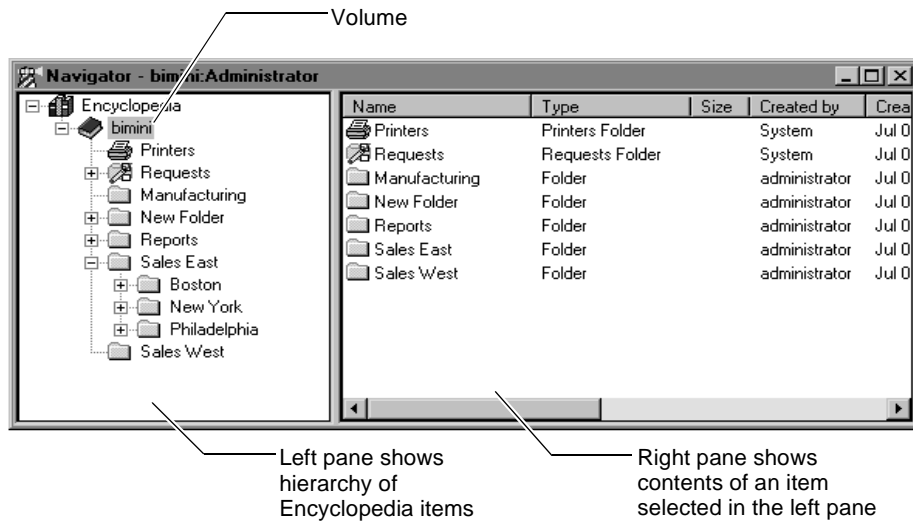 Volume
Navigator - bimini:Administrator
Encyclopedia
bimini
Printers
Requests
Manufacturing
New Folder
Reports
Sales East
Boston
New York
Philadelphia
Sales West
Name Type Size Created by Crea
Printers Printers Folder System Jul 0
Requests Requests Folder System Jul 0
Manufacturing Folder administrator Jul 0
New Folder Folder administrator Jul 0
Reports Folder administrator Jul 0
Sales East Folder administrator Jul 0
Sales West Folder administrator Jul 0
Left pane shows
hierarchy of
Encyclopedia items
Right pane shows
contents of an item
selected in the left pane